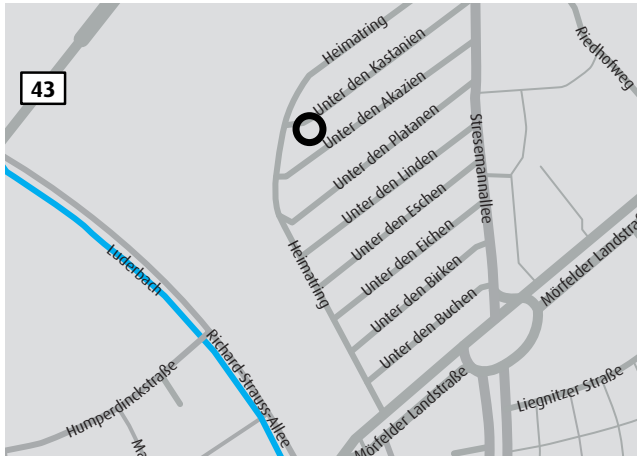 Heimatring
Riedhofweg
Unter den Kastanien
43
Unter den Akazien
Unter den Platanen
Stresemannallee
Unter den Linden
Unter den Eschen
Heimatring
Unter den Eichen
Luderbach
Mörfelder Landstra
Unter den Birken
Unter den Buchen
Richard-Strauss-Allee
Humperdinckstraße
Mörfelder Landstraße
Liegnitzer Straße
Ma